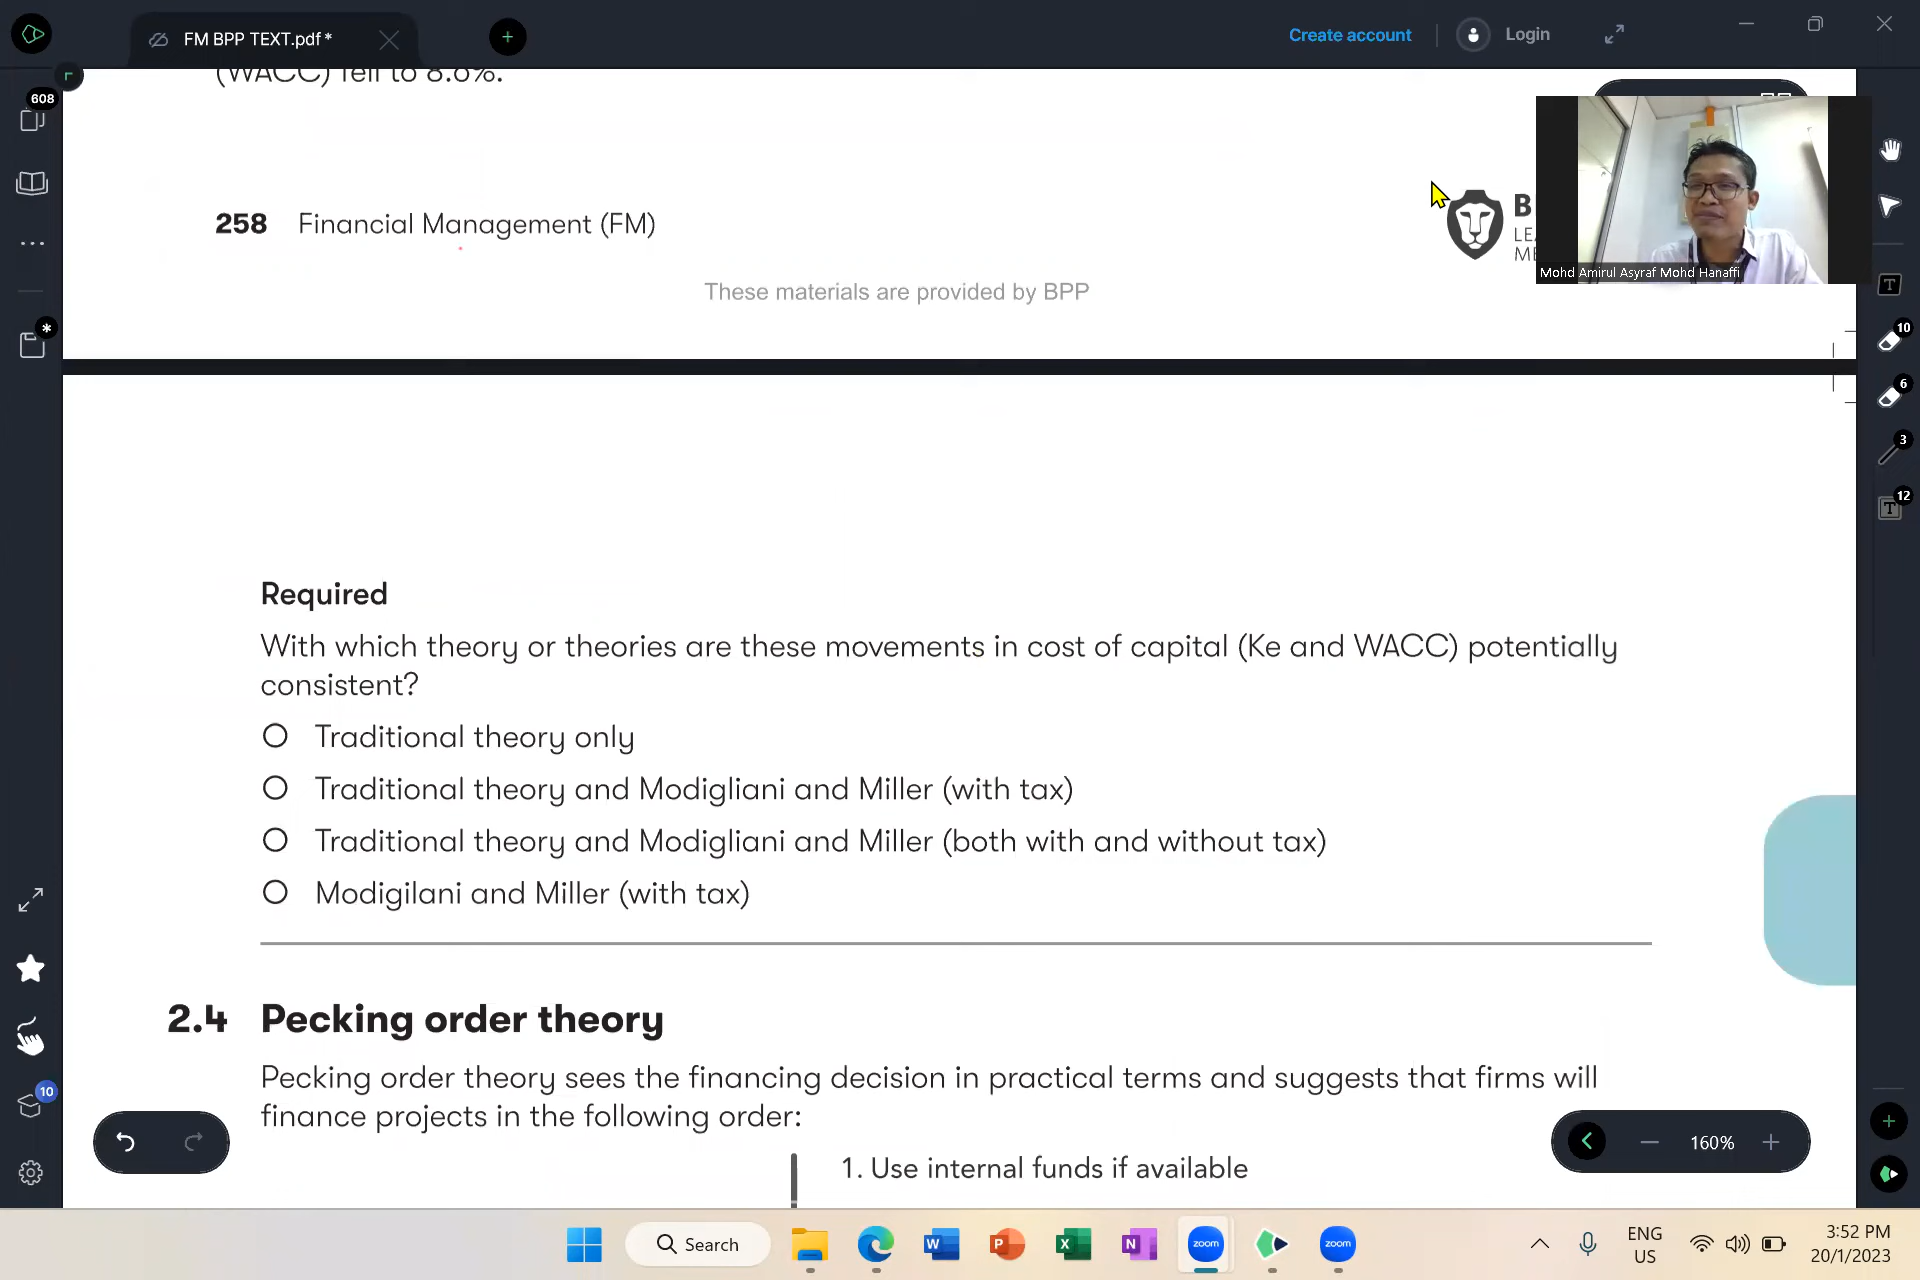 FM BPP TEXT.pdf *
Create account
Login
608
(WACC) fell to 8.6%.
258 Financial Management (FM)
B
LEA
ME
Mohd Amirul Asyraf Mohd Hanaffi
These materials are provided by BPP
10
6
3
12
Required
With which theory or theories are these movements in cost of capital (Ke and WACC) potentially
consistent?
Traditional theory only
Traditional theory and Modigliani and Miller (with tax)
Traditional theory and Modigliani and Miller (both with and without tax)
Modigilani and Miller (with tax)
2.4 Pecking order theory
Pecking order theory sees the financing decision in practical terms and suggests that firms will
finance projects in the following order:
1. Use internal funds if available
10
160%
Search
zoom
zoom
ENG
US
3:52 PM
20/1/2023